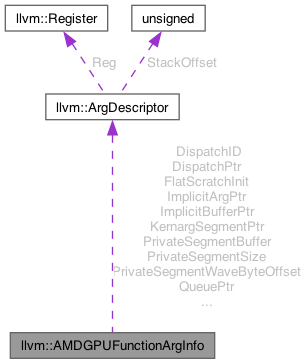 llvm::Register
unsigned
Reg
StackOffset
llvm::ArgDescriptor
DispatchID
DispatchPtr
FlatScratchInit
ImplicitArgPtr
ImplicitBufferPtr
KernargSegmentPtr
PrivateSegmentBuffer
PrivateSegmentSize
PrivateSegmentWaveByteOffset
QueuePtr
...
llvm::AMDGPUFunctionArgInfo